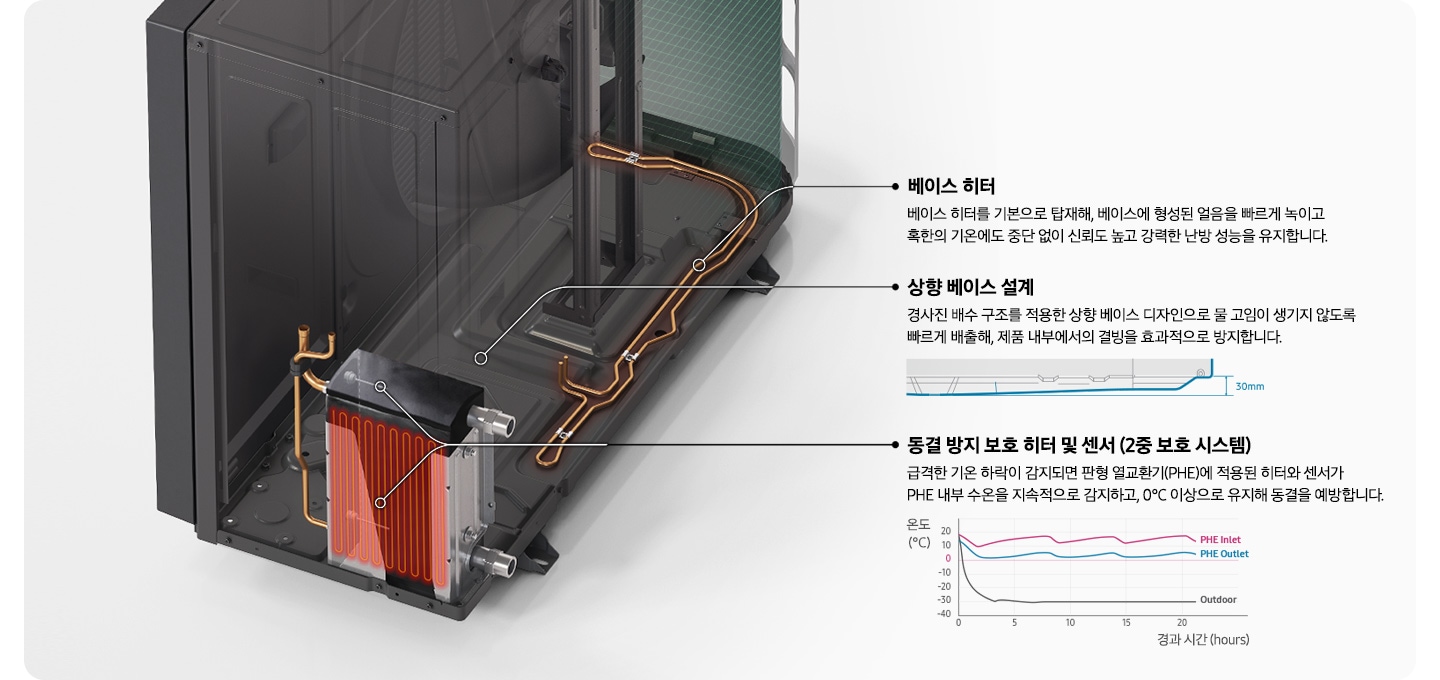 베이스 히터
베이스 히터를 기본으로 탑재해, 베이스에 형성된 얼음을 빠르게 녹이고
혹한의 기온에도 중단 없이 신뢰도 높고 강력한 난방 성능을 유지합니다.
상향 베이스 설계
경사진 배수 구조를 적용한 상향 베이스 디자인으로 물 고임이 생기지 않도록
빠르게 배출해, 제품 내부에서의 결빙을 효과적으로 방지합니다.
30mm
동결 방지 보호 히터 및 센서 (2중 보호 시스템)
급격한 기온 하락이 감지되면 판형 열교환기(PHE)에 적용된 히터와 센서가
PHE 내부 수온을 지속적으로 감지하고, 0°C 이상으로 유지해 동결을 예방합니다.
온도
(°C)
20
10
0
-10
-20
-30
-40
PHE Inlet
PHE Outlet
Outdoor
0 5 10 15 20
경과 시간 (hours)